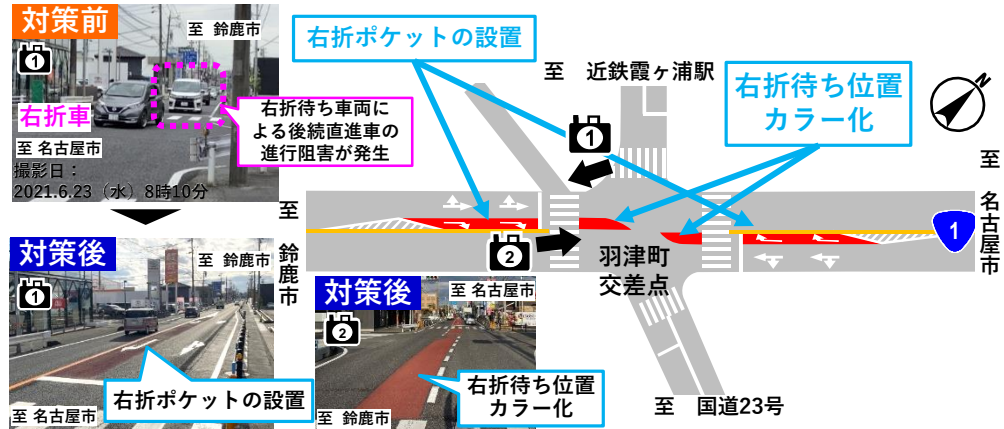 対策前
至 鈴鹿市
1
右折車
至 名古屋市
撮影日：
2021.6.23（水）8時10分
右折待ち車両に
よる後続直進車の
進行阻害が発生
対策後
至 鈴鹿市
1
右折ポケットの設置
至 名古屋市
対策後
至 名古屋市
2
右折待ち位置
カラー化
至 鈴鹿市
右折ポケットの設置
至 近鉄霞ヶ浦駅
右折待ち位置
カラー化
1
至 鈴鹿市
2
羽津町
交差点
至 名古屋市
1
至 国道23号